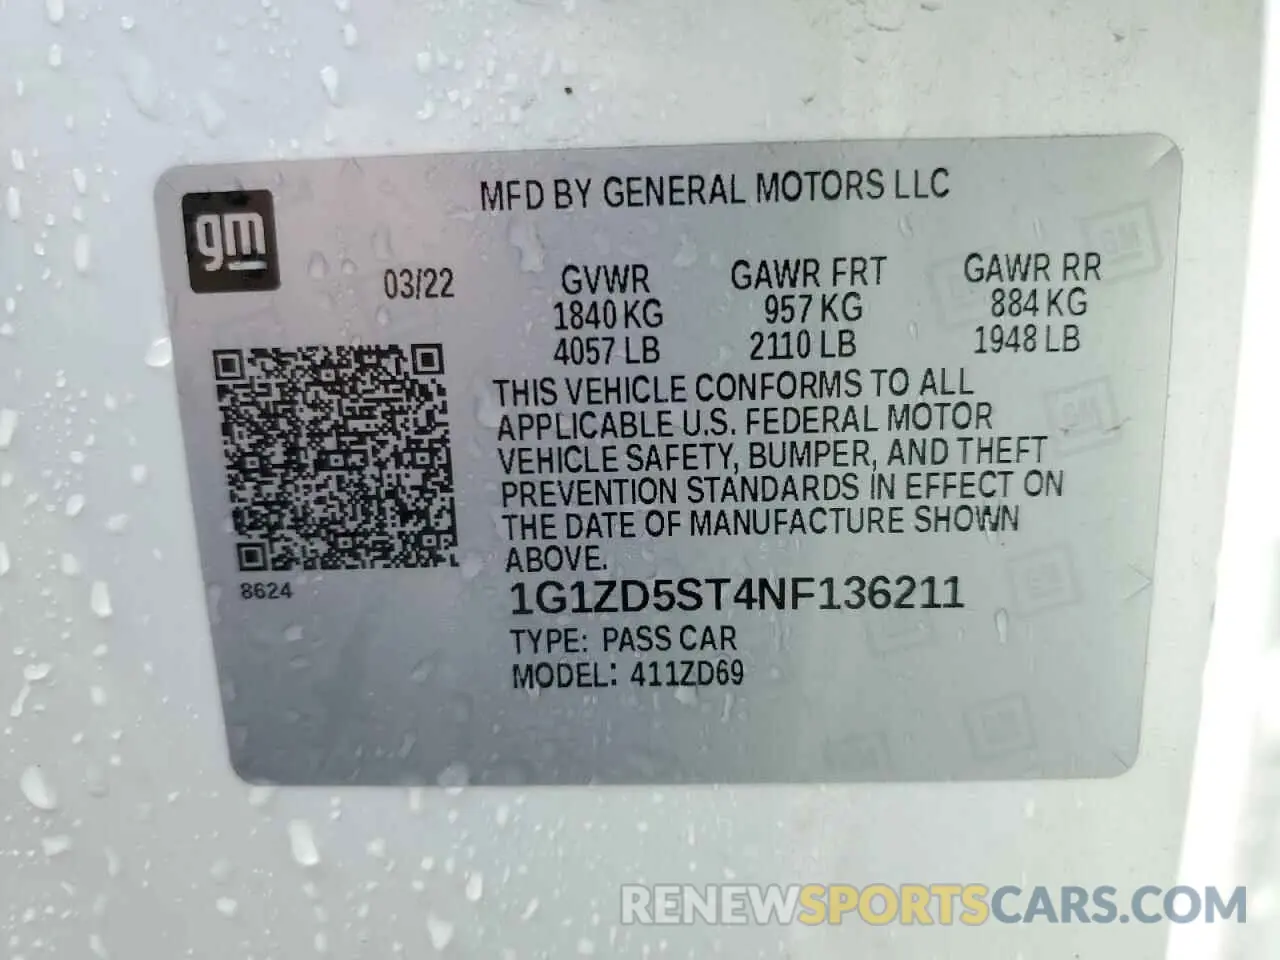 MFD BY GENERAL MOTORS LLC
gm
03/22
GVWR GAWR FRT GAWR RR
1840 KG 957 KG 884 KG
4057 LB 2110 LB 1948 LB
THIS VEHICLE CONFORMS TO ALL
APPLICABLE U.S. FEDERAL MOTOR
VEHICLE SAFETY, BUMPER, AND THEFT
PREVENTION STANDARDS IN EFFECT ON
THE DATE OF MANUFACTURE SHOWN
ABOVE.
8624
1G1ZD5ST4NF136211
TYPE: PASS CAR
MODEL: 411ZD69
RENEWSPORTSCARS.COM